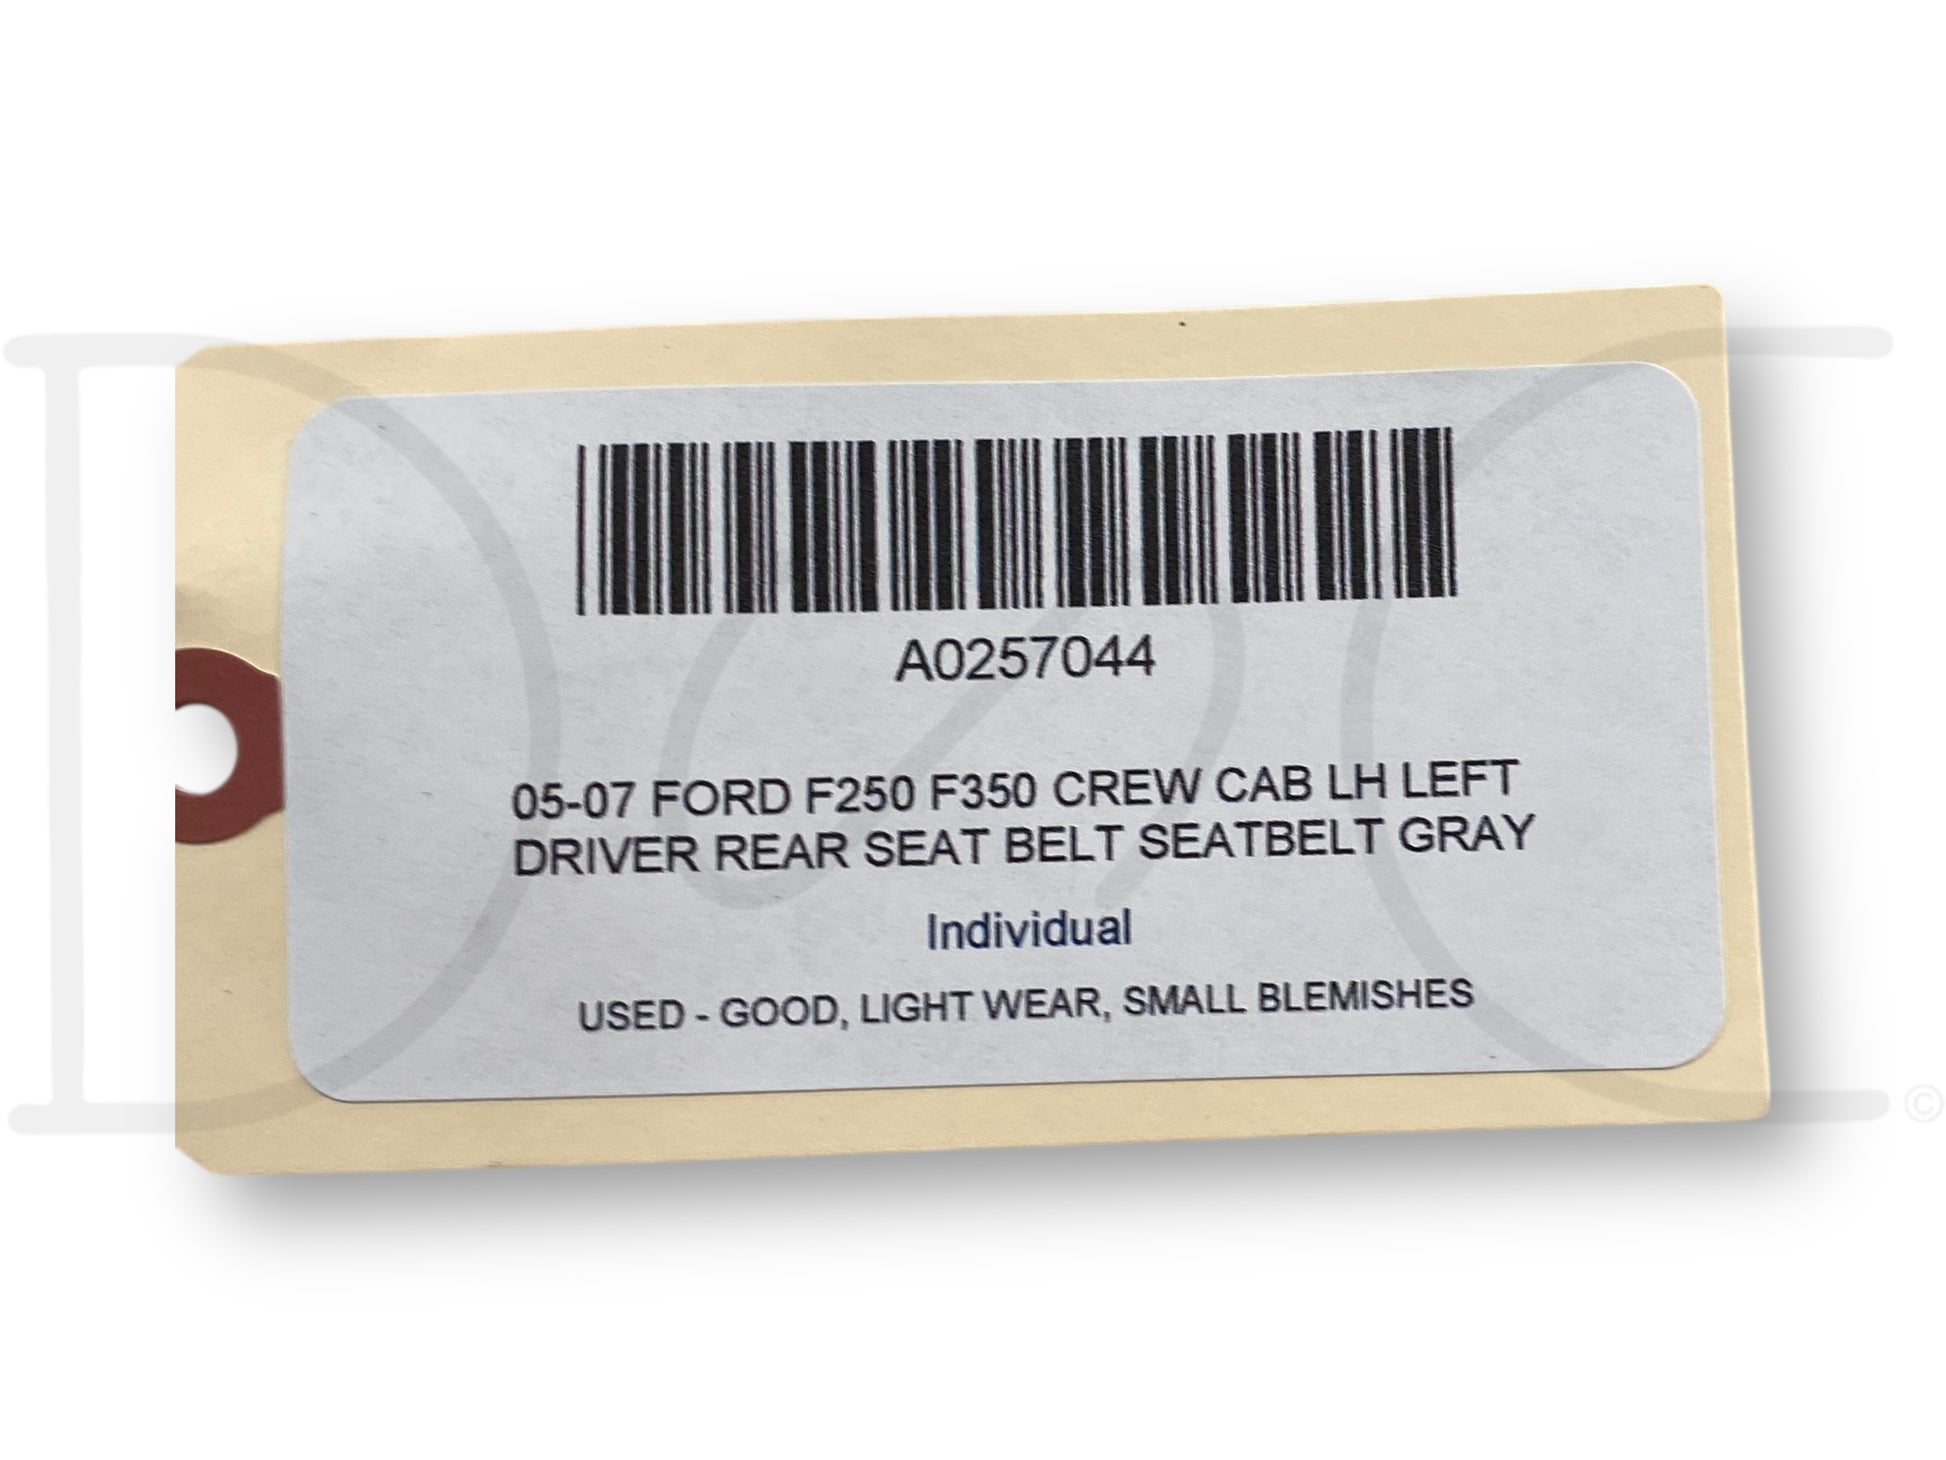 A0257044
05-07 FORD F250 F350 CREW CAB LH LEFT
DRIVER REAR SEAT BELT SEATBELT GRAY
Individual
USED - GOOD, LIGHT WEAR, SMALL BLEMISHES
©